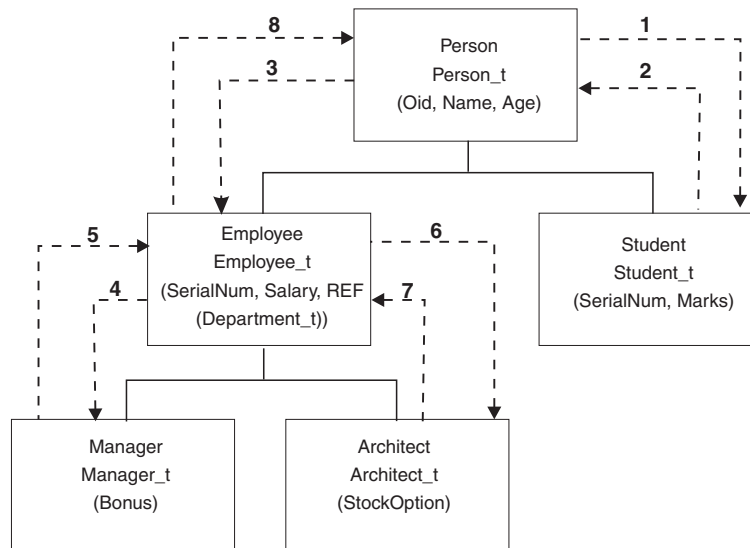 8
1
Person
Person_t
(Oid, Name, Age)
3
2
5
Employee
Employee_t
(SerialNum, Salary, REF
(Department_t))
6
Student
Student_t
(SerialNum, Marks)
4
7
Manager
Manager_t
(Bonus)
Architect
Architect_t
(StockOption)